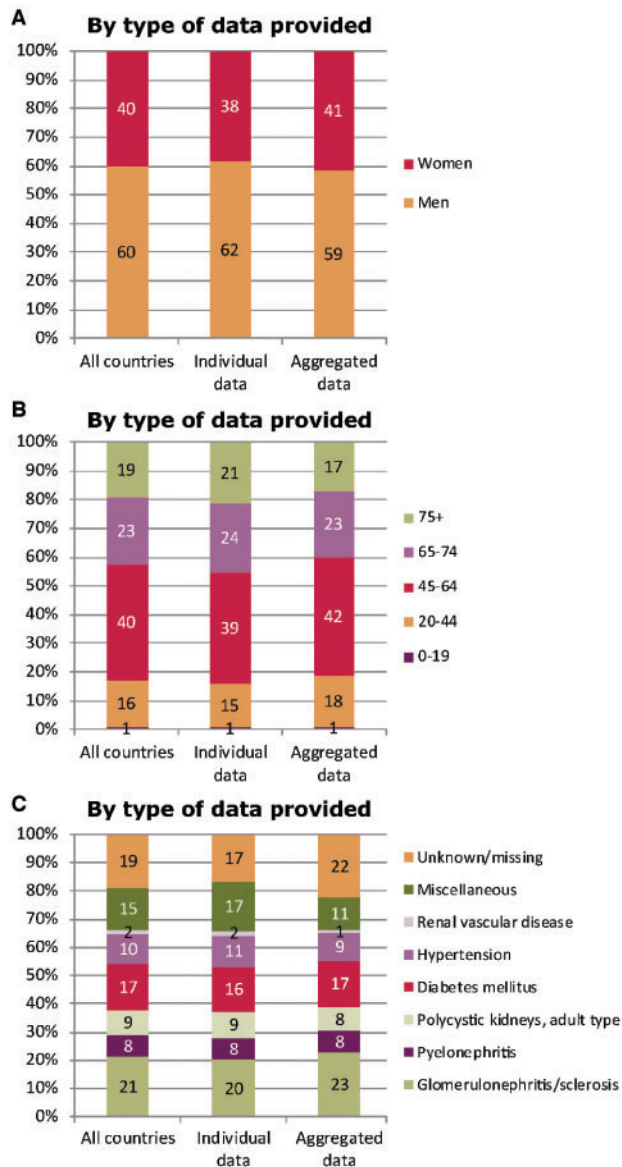 A
By type of data provided
100%
90%
80%
70%
60%
50%
40%
30%
20%
10%
0%
40 38 41
60 62 59
Women
Men
All countries Individual data Aggregated data
B
By type of data provided
100%
90%
80%
70%
60%
50%
40%
30%
20%
10%
0%
19 21 17
23 24 23
40 39 42
16 15 18
1 1 1
75+
65-74
45-64
20-44
0-19
All countries Individual data Aggregated data
C
By type of data provided
100%
90%
80%
70%
60%
50%
40%
30%
20%
10%
0%
19 17 22
15 17 11
2 2 1
10 11 9
17 16 17
9 9 8
8 8 8
21 20 23
Unknown/missing
Miscellaneous
Renal vascular disease
Hypertension
Diabetes mellitus
Polycystic kidneys, adult type
Pyelonephritis
Glomerulonephritis/sclerosis
All countries Individual data Aggregated data